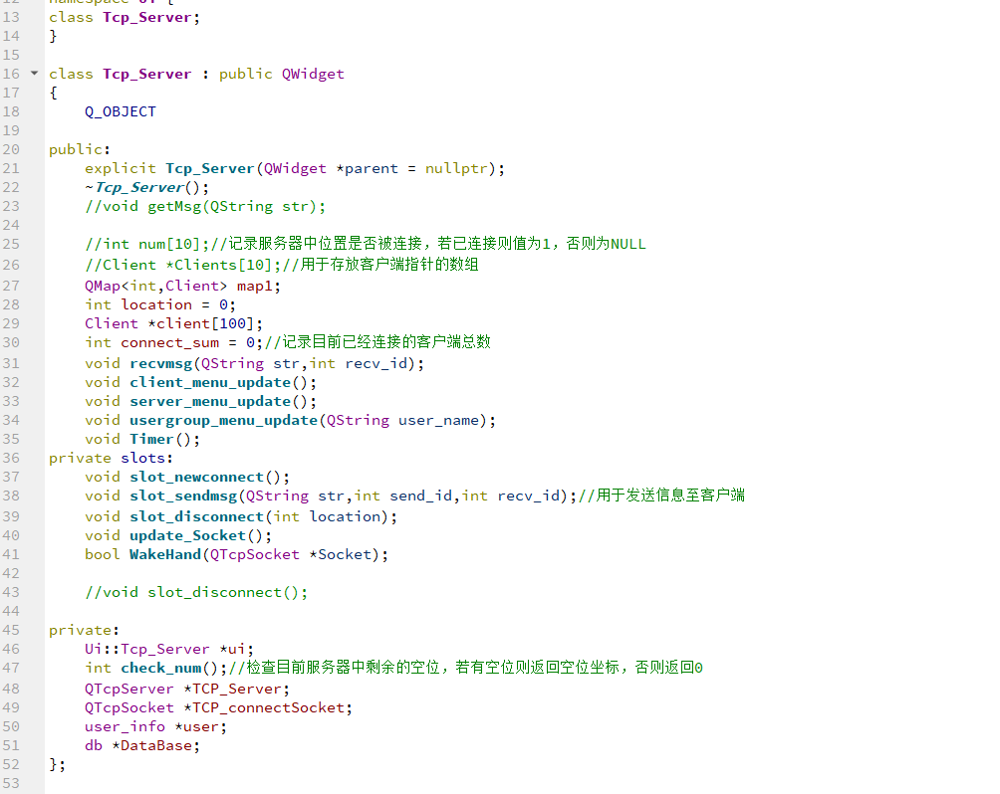 13 class Tcp_Server;
14 }
15
16 class Tcp_Server : public QWidget
17 {
18 Q_OBJECT
19
20 public:
21 explicit Tcp_Server(QWidget *parent = nullptr);
22 ~Tcp_Server();
23 //void getMsg(QString str);
24
25 //int num[10];//记录服务器中位置是否被连接，若已连接则值为1，否则为NULL
26 //Client *Clients[10];//用于存放客户端指针的数组
27 QMap<int,Client> map1;
28 int location = 0;
29 Client *client[100];
30 int connect_sum = 0;//记录目前已经连接的客户端总数
31 void recvmsg(QString str,int recv_id);
32 void client_menu_update();
33 void server_menu_update();
34 void usergroup_menu_update(QString user_name);
35 void Timer();
36 private slots:
37 void slot_newconnect();
38 void slot_sendmsg(QString str,int send_id,int recv_id);//用于发送信息至客户端
39 void slot_disconnect(int location);
40 void update_Socket();
41 bool WakeHand(QTcpSocket *Socket);
42
43 //void slot_disconnect();
44
45 private:
46 Ui::Tcp_Server *ui;
47 int check_num();//检查目前服务器中剩余的空位，若有空位则返回空位坐标，否则返回0
48 QTcpServer *TCP_Server;
49 QTcpSocket *TCP_connectSocket;
50 user_info *user;
51 db *DataBase;
52 };
53